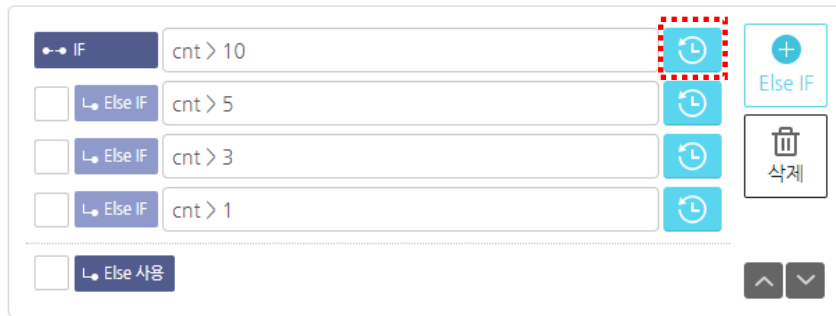 IF cnt > 10
Else IF cnt > 5
Else IF cnt > 3
Else IF cnt > 1
Else 사용
Else IF
삭제